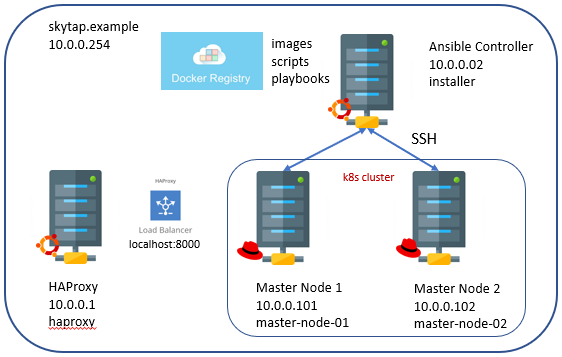 skytap.example
10.0.0.254
Docker Registry
images
scripts
playbooks
Ansible Controller
10.0.0.02
installer
SSH
k8s cluster
HAProxy
Load Balancer
localhost:8000
HAProxy
10.0.0.1
haproxy
Master Node 1
10.0.0.101
master-node-01
Master Node 2
10.0.0.102
master-node-02